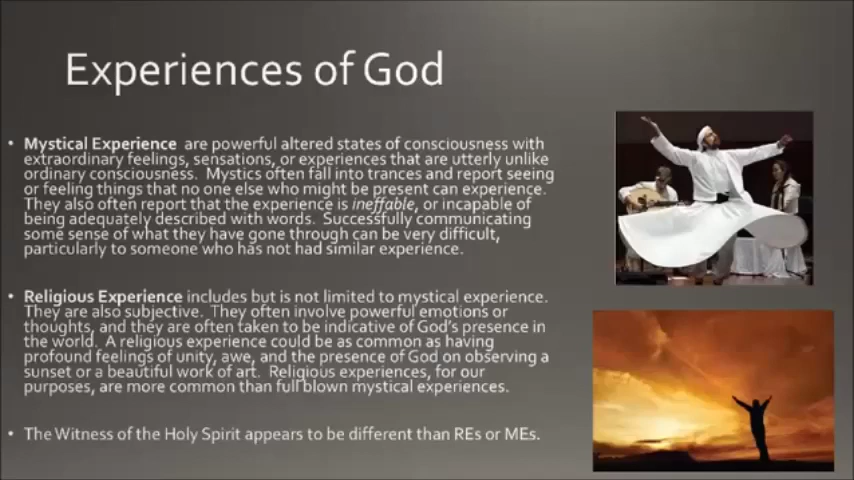 Experiences of God
• Mystical Experience are powerful altered states of consciousness with
extraordinary feelings, sensations, or experiences that are utterly unlike
ordinary consciousness. Mystics often fall into trances and report seeing
or feeling things that no one else who might be present can experience.
They also often report that the experience is ineffable, or incapable of
being adequately described with words. Successfully communicating
some sense of what they have gone through can be very difficult,
particularly to someone who has not had similar experience.
• Religious Experience includes but is not limited to mystical experience.
They are also subjective. They often involve powerful emotions or
thoughts, and they are often taken to be indicative of God's presence in
the world. A religious experience could be as common as having
profound feelings of unity, awe, and the presence of God on observing a
sunset or a beautiful work of art. Religious experiences, for our
purposes, are more common than full blown mystical experiences.
• The Witness of the Holy Spirit appears to be different than REs or MEs.